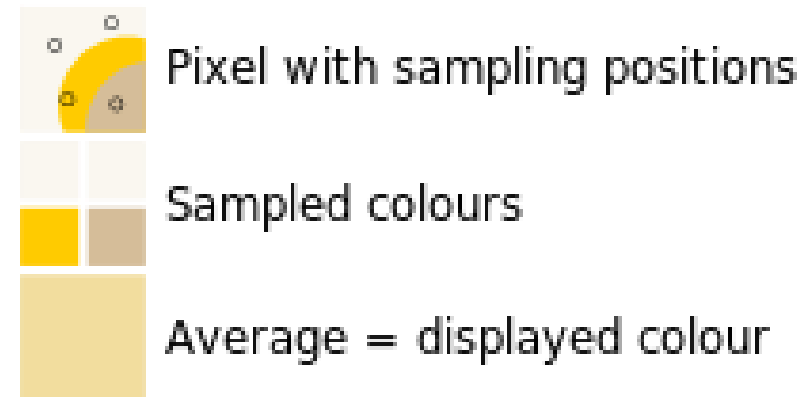 Pixel with sampling positions
Sampled colours
Average = displayed colour